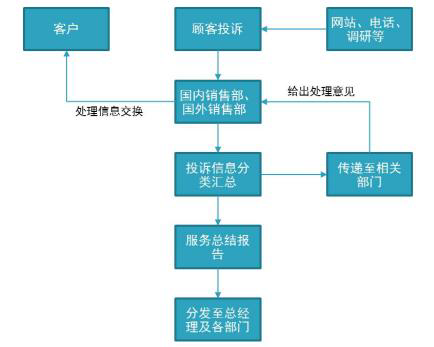 客户
顾客投诉
网站、电话、
调研等
国内销售部、
国外销售部
给出处理意见
处理信息交换
投诉信息分
类汇总
传递至相关
部门
服务总结报
告
分发至总经
理及各部门